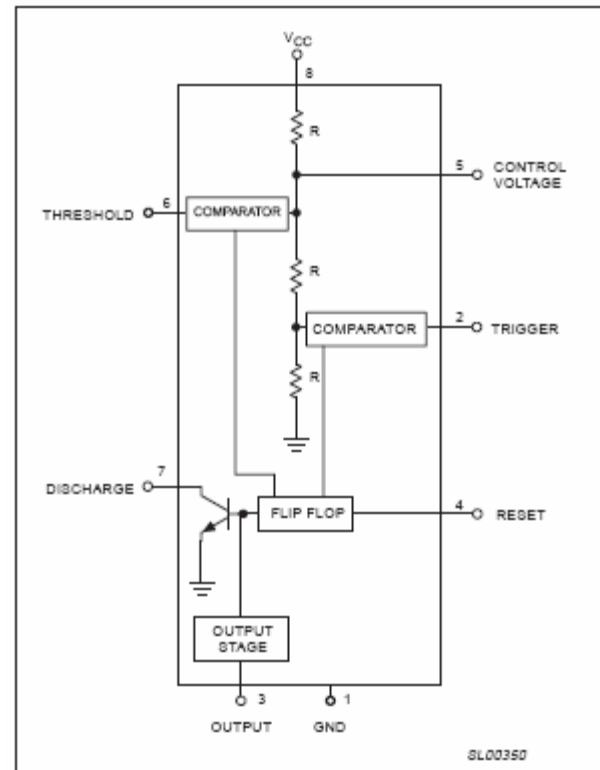 VCC
8
R
5
CONTROL
VOLTAGE
6
THRESHOLD
COMPARATOR
R
2
COMPARATOR
TRIGGER
R
7
DISCHARGE
4
FLIP FLOP
RESET
OUTPUT
STAGE
3
1
OUTPUT
GND
SL00350